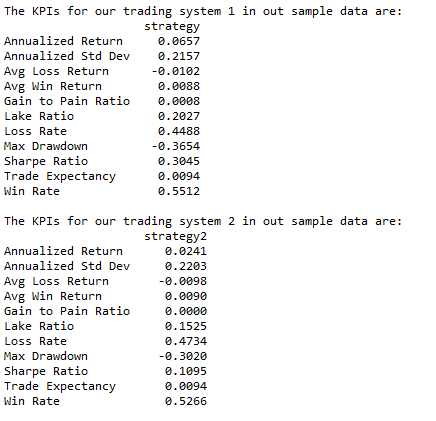 The KPIs for our trading system 1 in out sample data are:
strategy
Annualized Return 0.0657
Annualized Std Dev 0.2157
Avg Loss Return -0.0102
Avg Win Return 0.0088
Gain to Pain Ratio 0.0008
Lake Ratio 0.2027
Loss Rate 0.4488
Max Drawdown -0.3654
Sharpe Ratio 0.3045
Trade Expectancy 0.0094
Win Rate 0.5512
The KPIs for our trading system 2 in out sample data are:
strategy2
Annualized Return 0.0241
Annualized Std Dev 0.2203
Avg Loss Return -0.0098
Avg Win Return 0.0090
Gain to Pain Ratio 0.0000
Lake Ratio 0.1525
Loss Rate 0.4734
Max Drawdown -0.3020
Sharpe Ratio 0.1095
Trade Expectancy 0.0094
Win Rate 0.5266